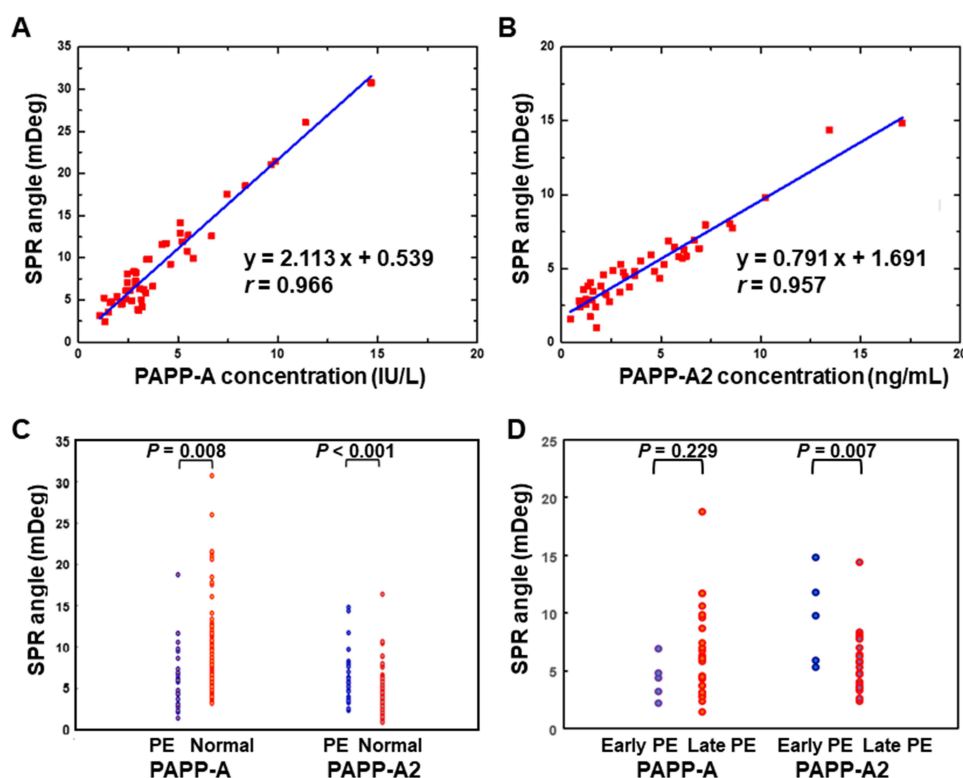 A
35
30
25
20
15
10
5
0
SPR angle (mDeg)
y = 2.113 x + 0.539
r = 0.966
0 5 10 15 20
PAPP-A concentration (IU/L)
B
20
15
10
5
0
SPR angle (mDeg)
y = 0.791 x + 1.691
r = 0.957
0 5 10 15 20
PAPP-A2 concentration (ng/mL)
C
35
30
25
20
15
10
5
0
SPR angle (mDeg)
P = 0.008 P < 0.001
PE Normal PE Normal
PAPP-A PAPP-A2
D
25
20
15
10
5
0
SPR angle (mDeg)
P = 0.229 P = 0.007
Early PE Late PE Early PE Late PE
PAPP-A PAPP-A2